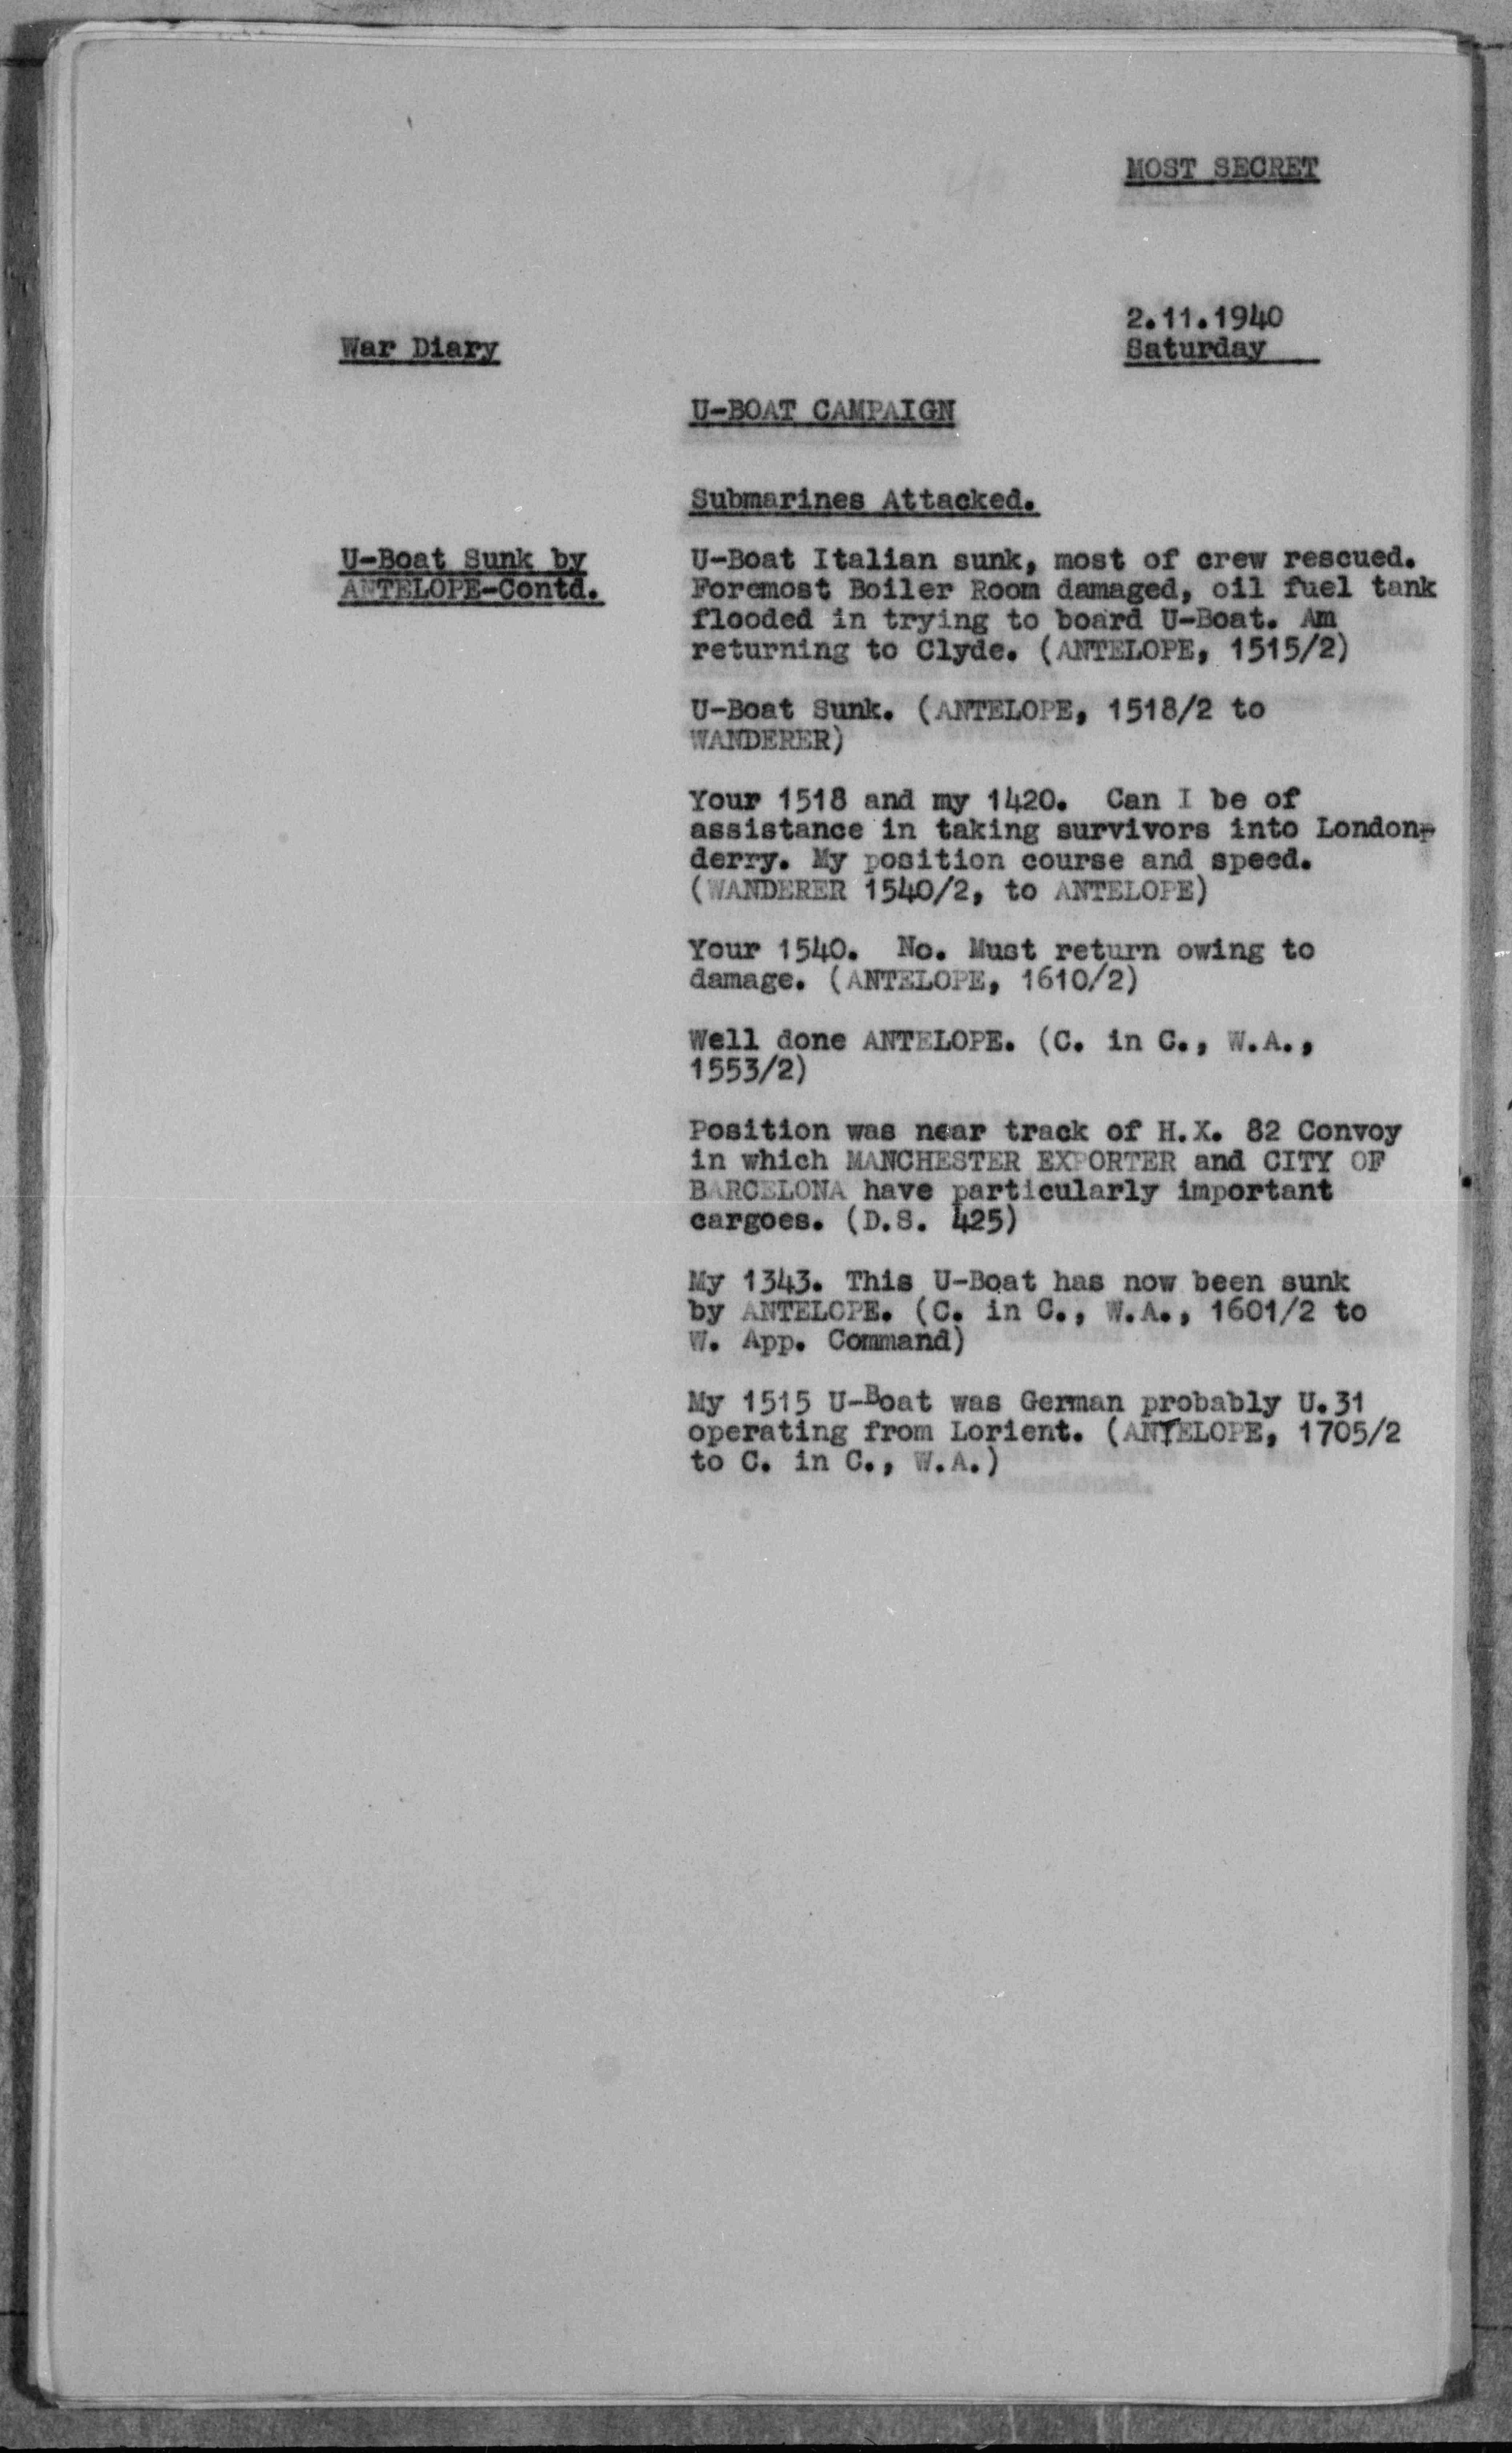 MOST SECRET
2.11.1940
War Diary
Saturday
U-BOAT CAMPAIGN
Submarines Attacked.
U-Boat Sunk by
ANTELOPE-Contd.
U-Boat Italian sunk, most of crew rescued.
Foremost Boiler Room damaged, oil fuel tank
flooded in trying to board U-Boat. Am
returning to Clyde. (ANTELOPE, 1515/2)
U-Boat Sunk. (ANTELOPE, 1518/2 to
WANDERER)
Your 1518 and my 1420. Can I be of
assistance in taking survivors into London-
derry. My position course and speed.
(WANDERER 1540/2, to ANTELOPE)
Your 1540. No. Must return owing to
damage. (ANTELOPE, 1610/2)
Well done ANTELOPE. (C. in C., W.A.,
1553/2)
Position was near track of H.X. 82 Convoy
in which MANCHESTER EXPORTER and CITY OF
BARCELONA have particularly important
cargoes. (D.S. 425)
My 1343. This U-Boat has now been sunk
by ANTELOPE. (C. in C., W.A., 1601/2 to
W. App. Command)
My 1515 U-Boat was German probably U.31
operating from Lorient. (ANTELOPE, 1705/2
to C. in C., W.A.)